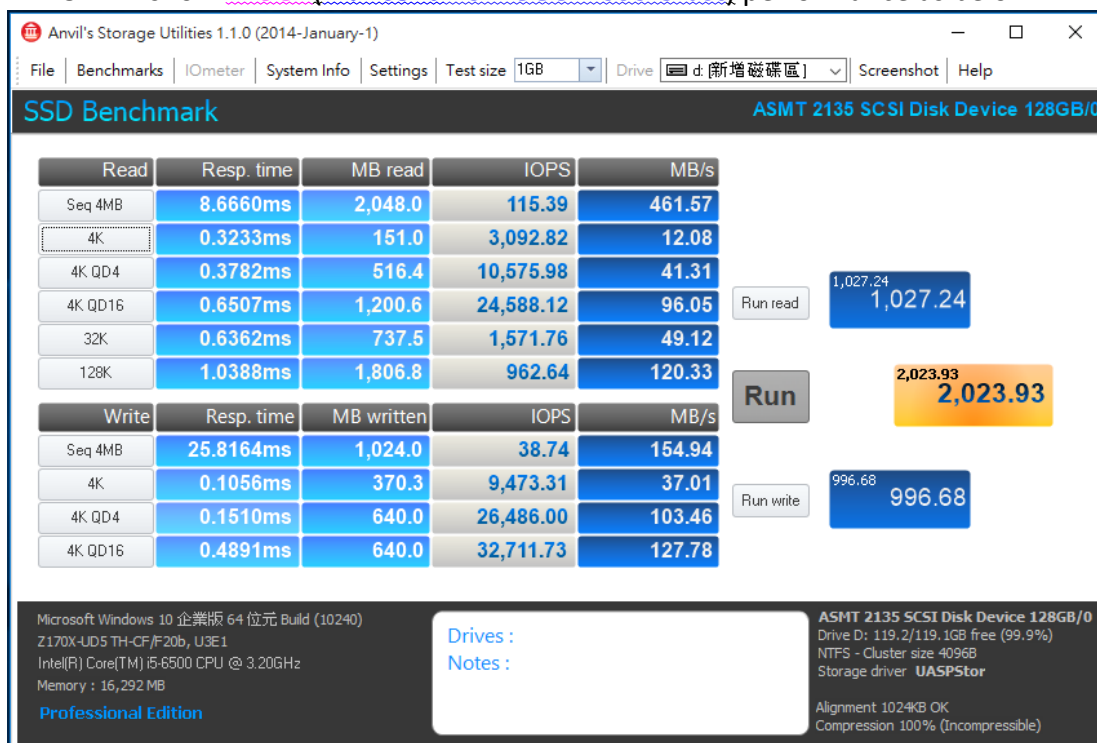 Anvil's Storage Utilities 1.1.0 (2014-January-1)
File Benchmarks IOmeter System Info Settings Test size 1GB Drive d: [新增磁碟區] Screenshot Help
SSD Benchmark ASMT 2135 SCSI Disk Device 128GB/0
Read Resp. time MB read IOPS MB/s
Seq 4MB 8.6660ms 2,048.0 115.39 461.57
4K 0.3233ms 151.0 3,092.82 12.08
4K QD4 0.3782ms 516.4 10,575.98 41.31
4K QD16 0.6507ms 1,200.6 24,588.12 96.05
32K 0.6362ms 737.5 1,571.76 49.12
128K 1.0388ms 1,806.8 962.64 120.33
Run read 1,027.24
1,027.24
Run 2,023.93
2,023.93
Write Resp. time MB written IOPS MB/s
Seq 4MB 25.8164ms 1,024.0 38.74 154.94
4K 0.1056ms 370.3 9,473.31 37.01
4K QD4 0.1510ms 640.0 26,486.00 103.46
4K QD16 0.4891ms 640.0 32,711.73 127.78
Run write 996.68
996.68
Microsoft Windows 10 企業版 64 位元 Build (10240)
Z170X-UD5 TH-CF/F20b, U3E1
Intel(R) Core(TM) i5-6500 CPU @ 3.20GHz
Memory : 16,292 MB
Professional Edition
Drives :
Notes :
ASMT 2135 SCSI Disk Device 128GB/0
Drive D: 119.2/119.1GB free (99.9%)
NTFS - Cluster size 4096B
Storage driver UASPStor
Alignment 1024KB OK
Compression 100% (Incompressible)